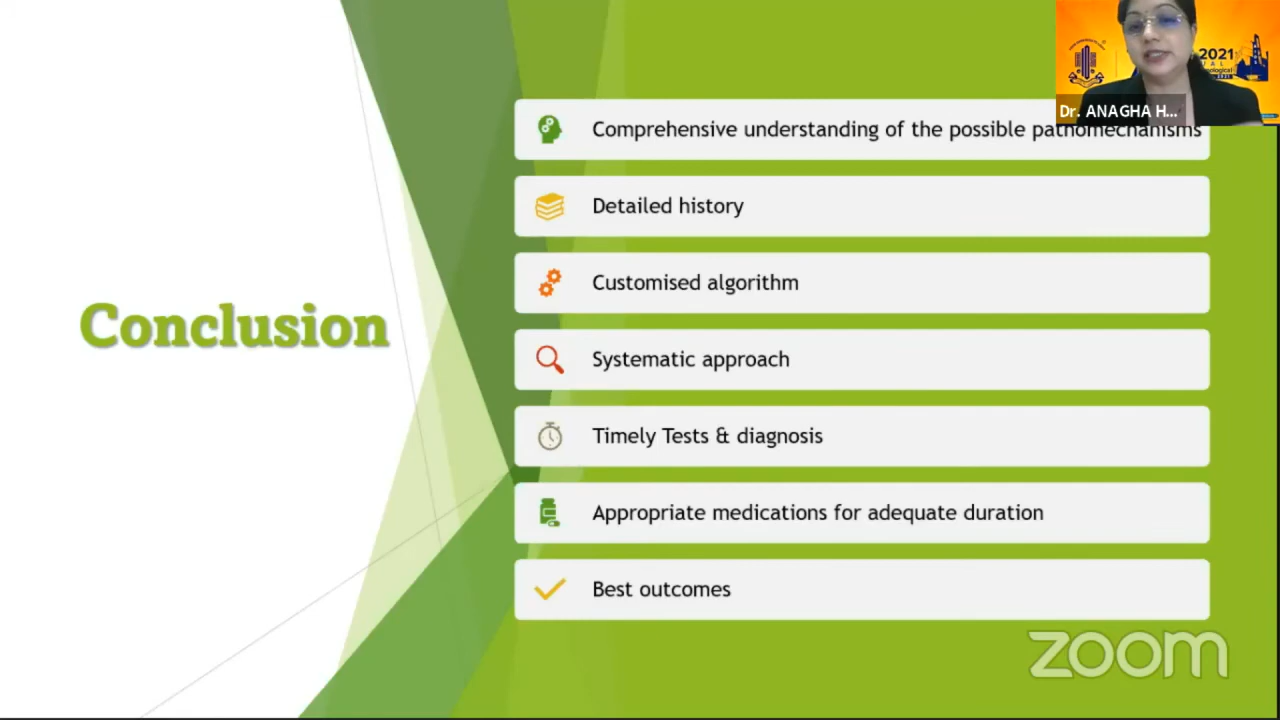 Conclusion
Comprehensive understanding of the possible pathomechanisms
Detailed history
Customised algorithm
Systematic approach
Timely Tests & diagnosis
Appropriate medications for adequate duration
Best outcomes
2021
Dr. ANAGHA H...
zoom